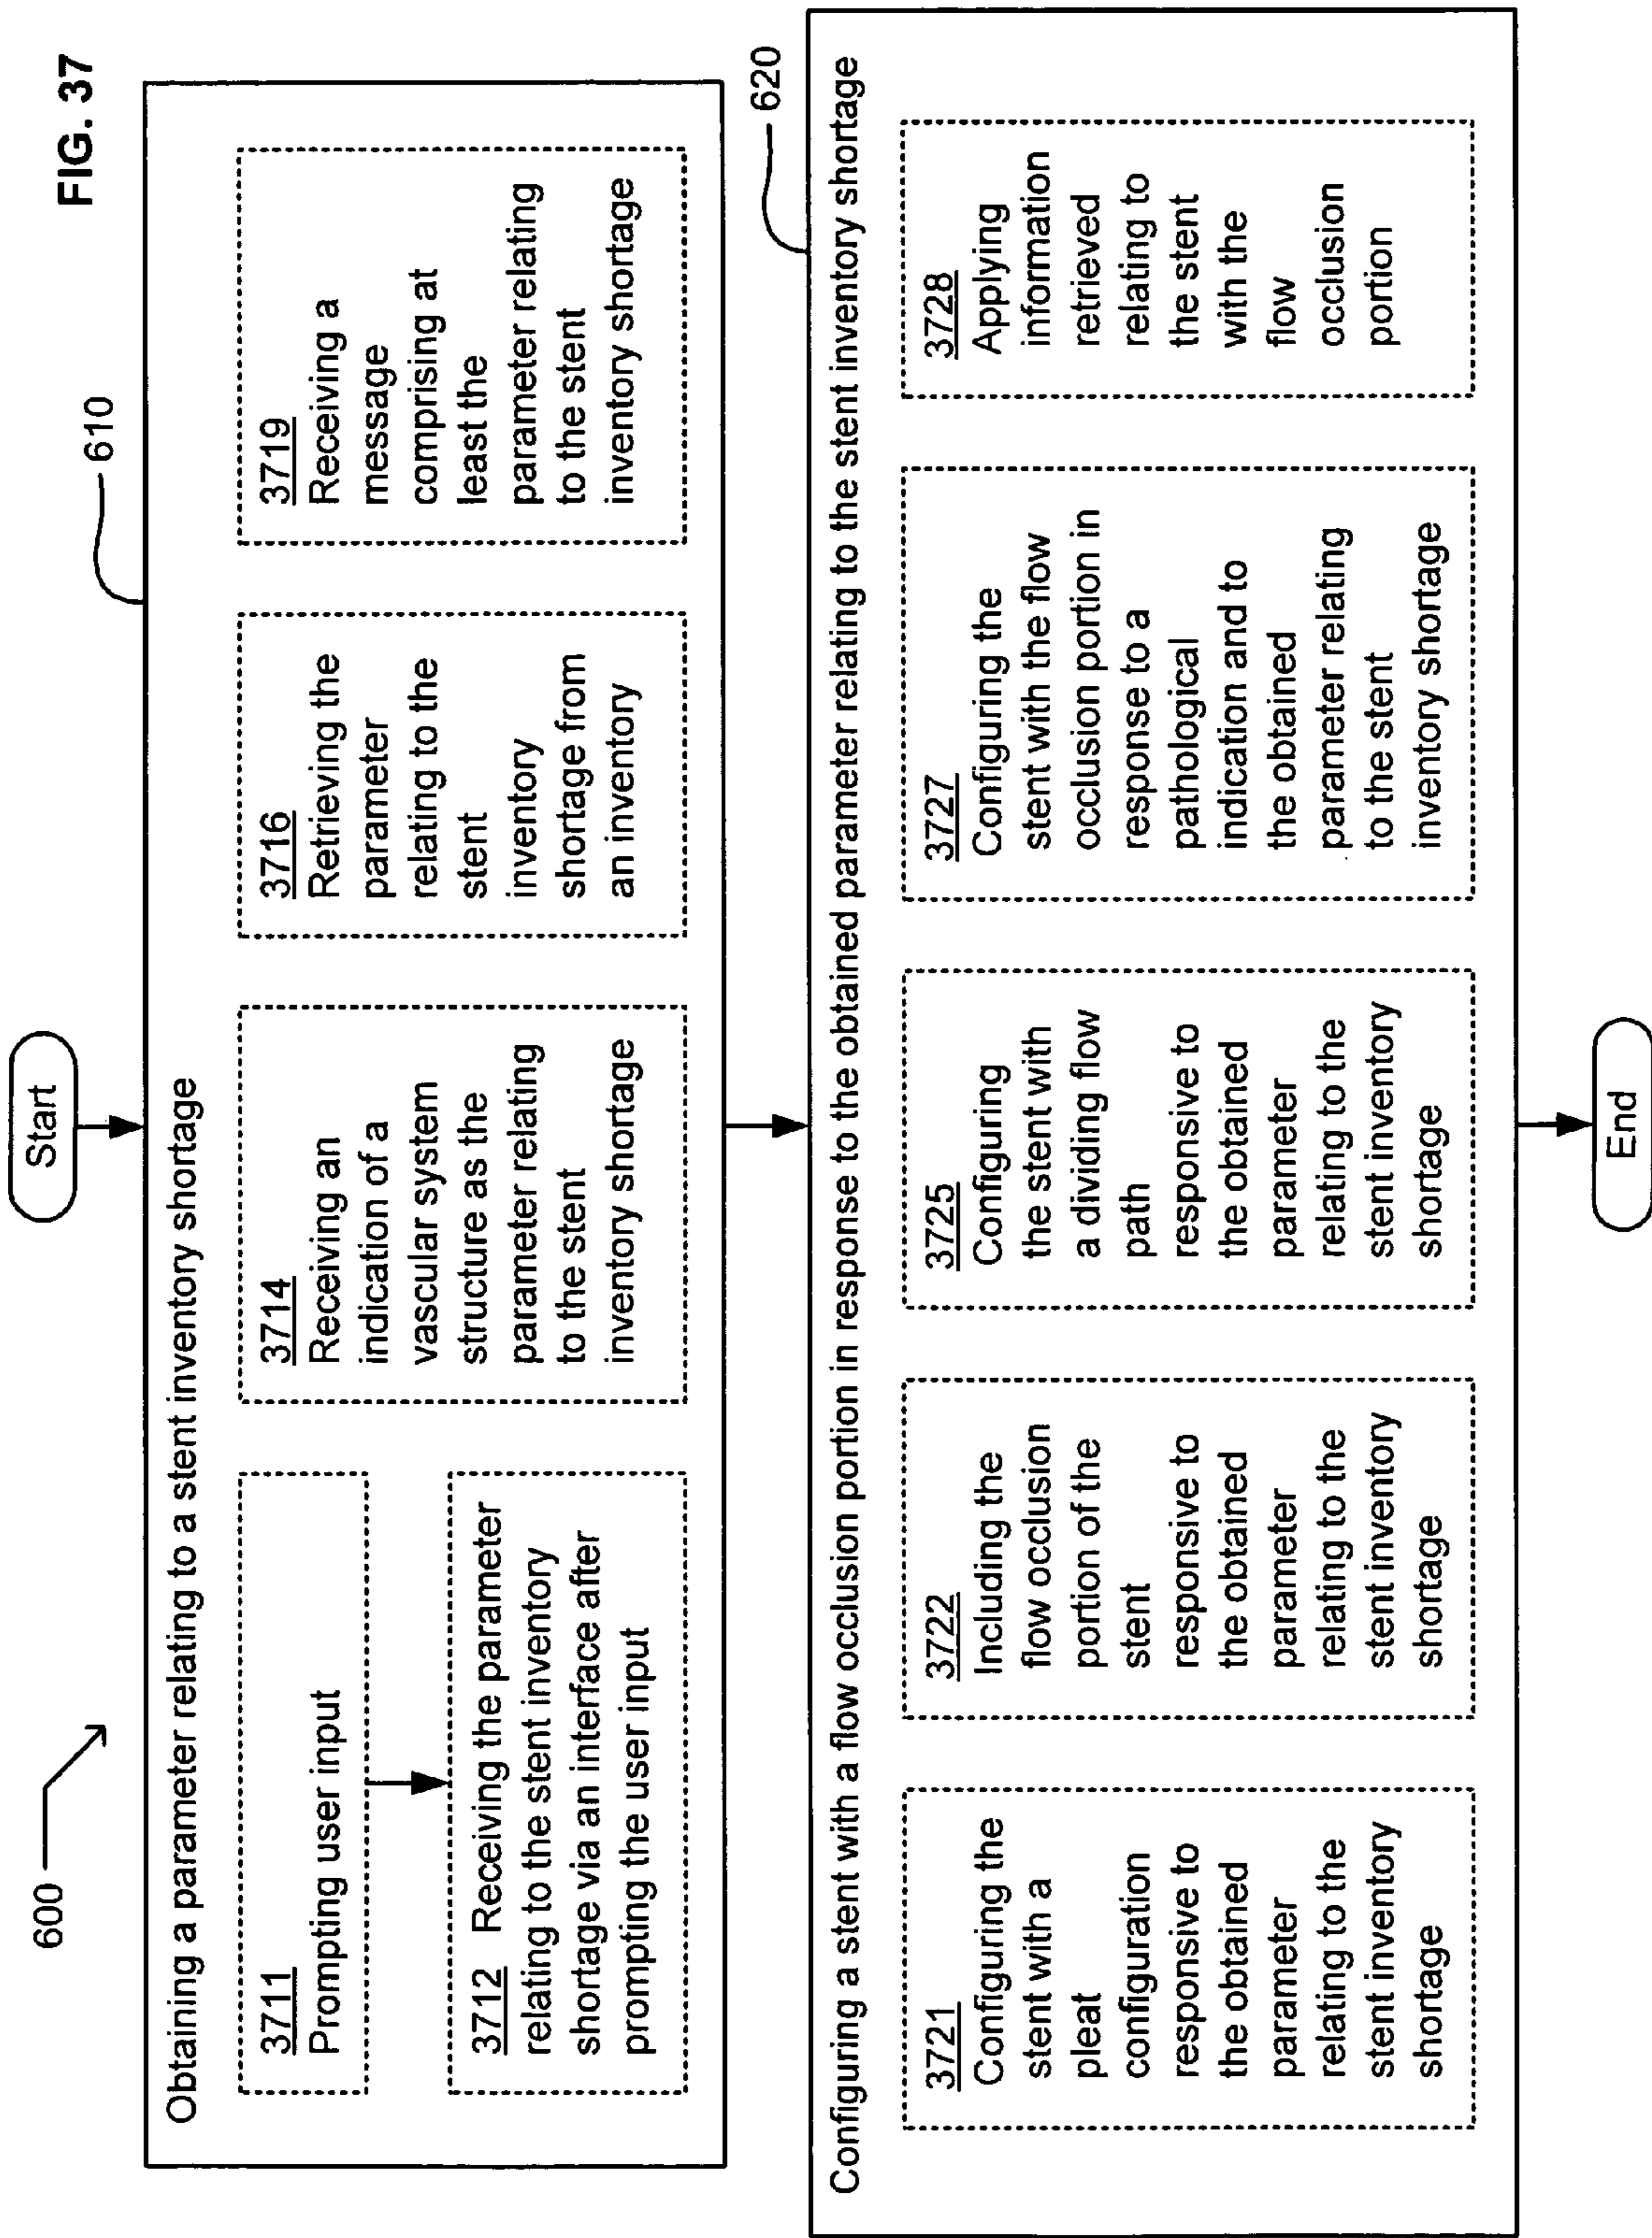 FIG. 37
600
Start
610
Obtaining a parameter relating to a stent inventory shortage
3711
Prompting user input
3712 Receiving the parameter
relating to the stent inventory
shortage via an interface after
prompting the user input
3714
Receiving an
indication of a
vascular system
structure as the
parameter relating
to the stent
inventory shortage
3716
Retrieving the
parameter
relating to the
stent
inventory
shortage from
an inventory
3719
Receiving a
message
comprising at
least the
parameter relating
to the stent
inventory shortage
620
Configuring a stent with a flow occlusion portion in response to the obtained parameter relating to the stent inventory shortage
3721
Configuring the
stent with a
pleat
configuration
responsive to
the obtained
parameter
relating to the
stent inventory
shortage
3722
Including the
flow occlusion
portion of the
stent
responsive to
the obtained
parameter
relating to the
stent inventory
shortage
3725
Configuring
the stent with
a dividing flow
path
responsive to
the obtained
parameter
relating to the
stent inventory
shortage
3727
Configuring the
stent with the flow
occlusion portion in
response to a
pathological
indication and to
the obtained
parameter relating
to the stent
inventory shortage
3728
Applying
information
retrieved
relating to
the stent
with the
flow
occlusion
portion
End